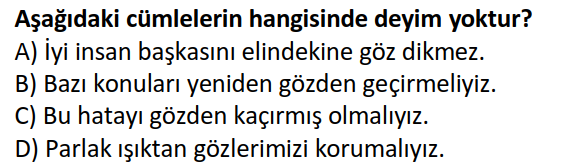 Aşağıdaki cümlelerin hangisinde deyim yoktur?
A) İyi insan başkasını elindekine göz dikmez.
B) Bazı konuları yeniden gözden geçirmeliyiz.
C) Bu hatayı gözden kaçırmış olmalıyız.
D) Parlak ışıktan gözlerimizi korumalıyız.